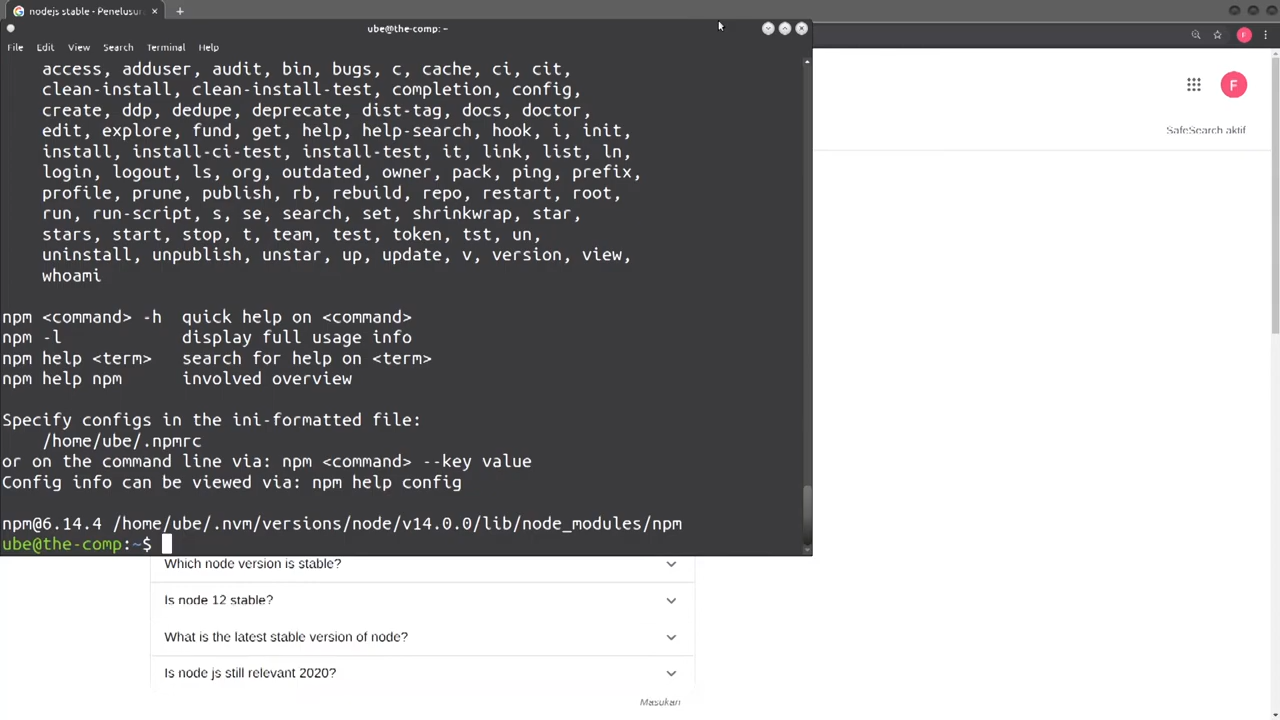 nodejs stable - Penelusur
ube@the-comp: ~
File Edit View Search Terminal Help
access, adduser, audit, bin, bugs, c, cache, ci, cit,
clean-install, clean-install-test, completion, config,
create, ddp, dedupe, deprecate, dist-tag, docs, doctor,
edit, explore, fund, get, help, help-search, hook, i, init,
install, install-ci-test, install-test, it, link, list, ln,
login, logout, ls, org, outdated, owner, pack, ping, prefix,
profile, prune, publish, rb, rebuild, repo, restart, root,
run, run-script, s, se, search, set, shrinkwrap, star,
stars, start, stop, t, team, test, token, tst, un,
uninstall, unpublish, unstar, up, update, v, version, view,
whoami
npm <command> -h quick help on <command>
npm -l display full usage info
npm help <term> search for help on <term>
npm help npm involved overview
Specify configs in the ini-formatted file:
/home/ube/.npmrc
or on the command line via: npm <command> --key value
Config info can be viewed via: npm help config
npm@6.14.4 /home/ube/.nvm/versions/node/v14.0.0/lib/node_modules/npm
ube@the-comp:~$
F
F
SafeSearch aktif
Which node version is stable?
Is node 12 stable?
What is the latest stable version of node?
Is node js still relevant 2020?
Masukan